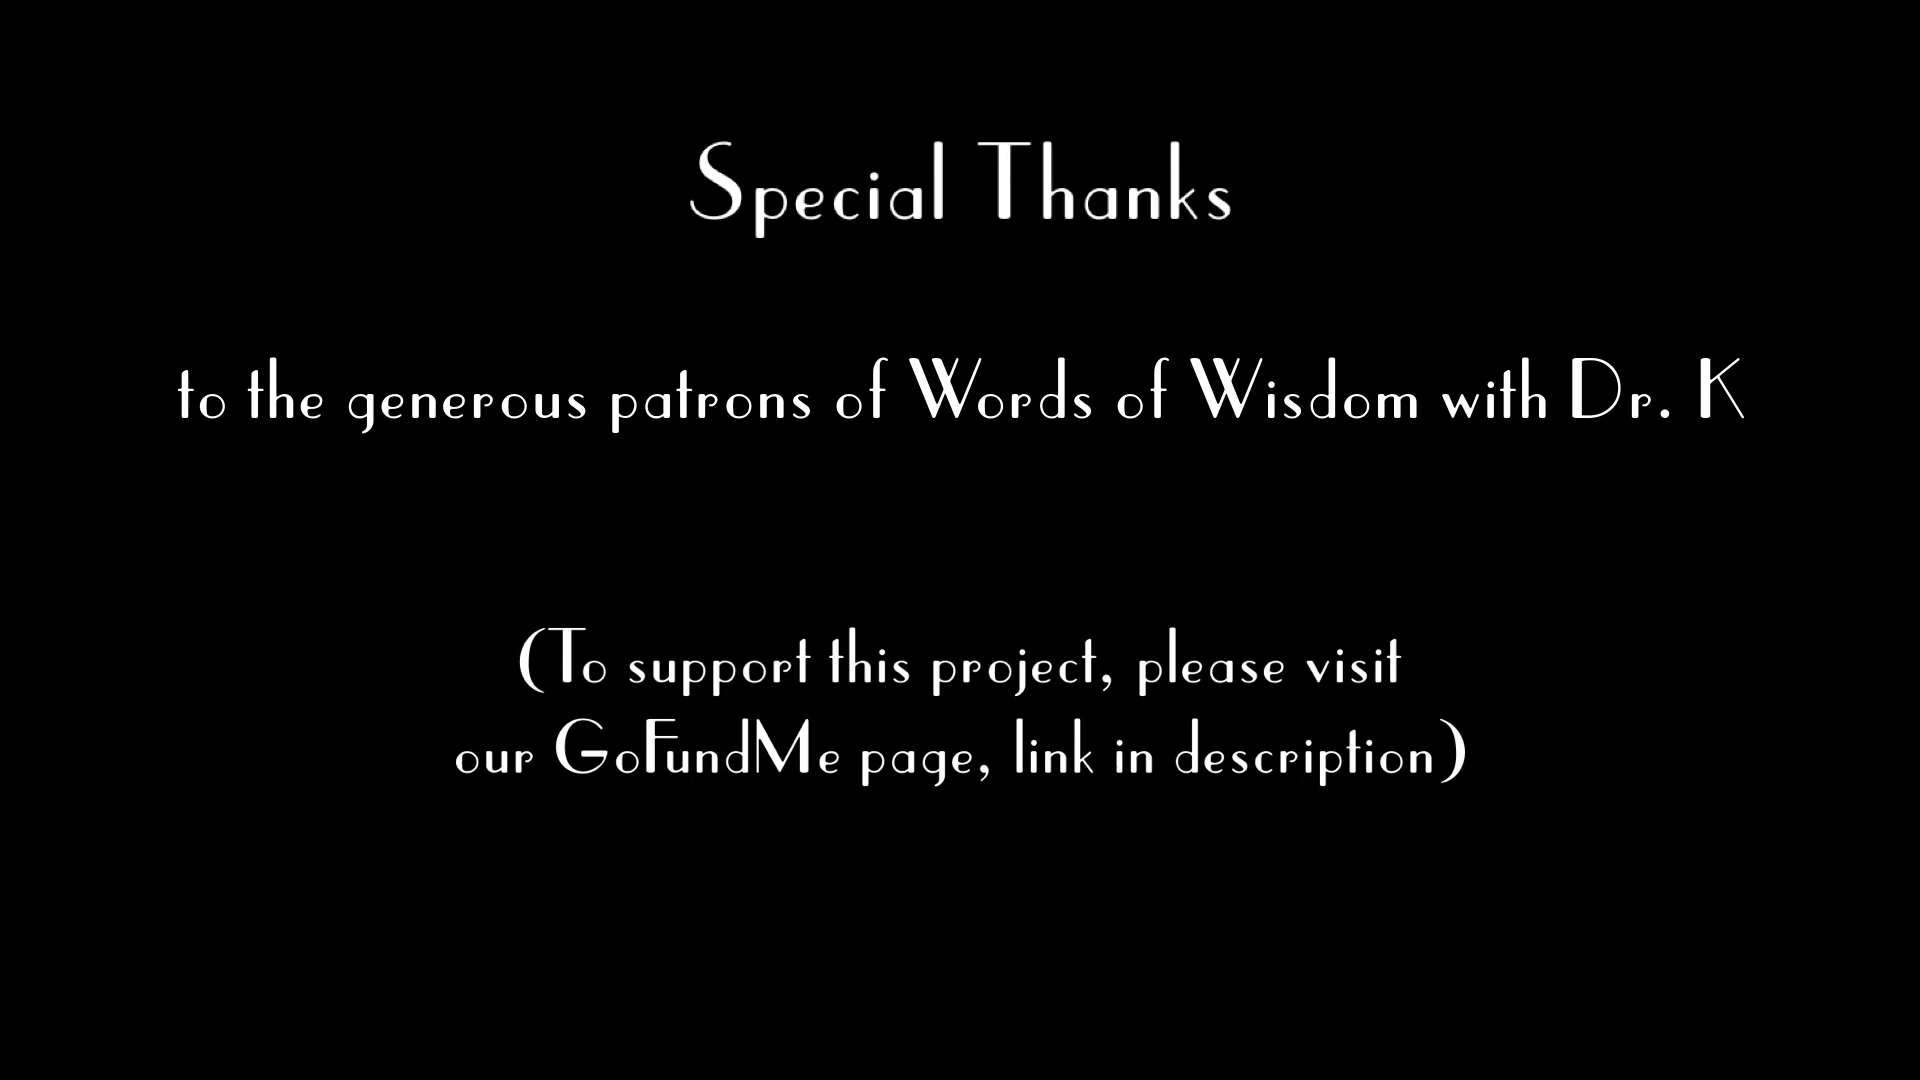 Special Thanks
to the generous patrons of Words of Wisdom with Dr. K
(To support this project, please visit
our GoFundMe page, link in description)